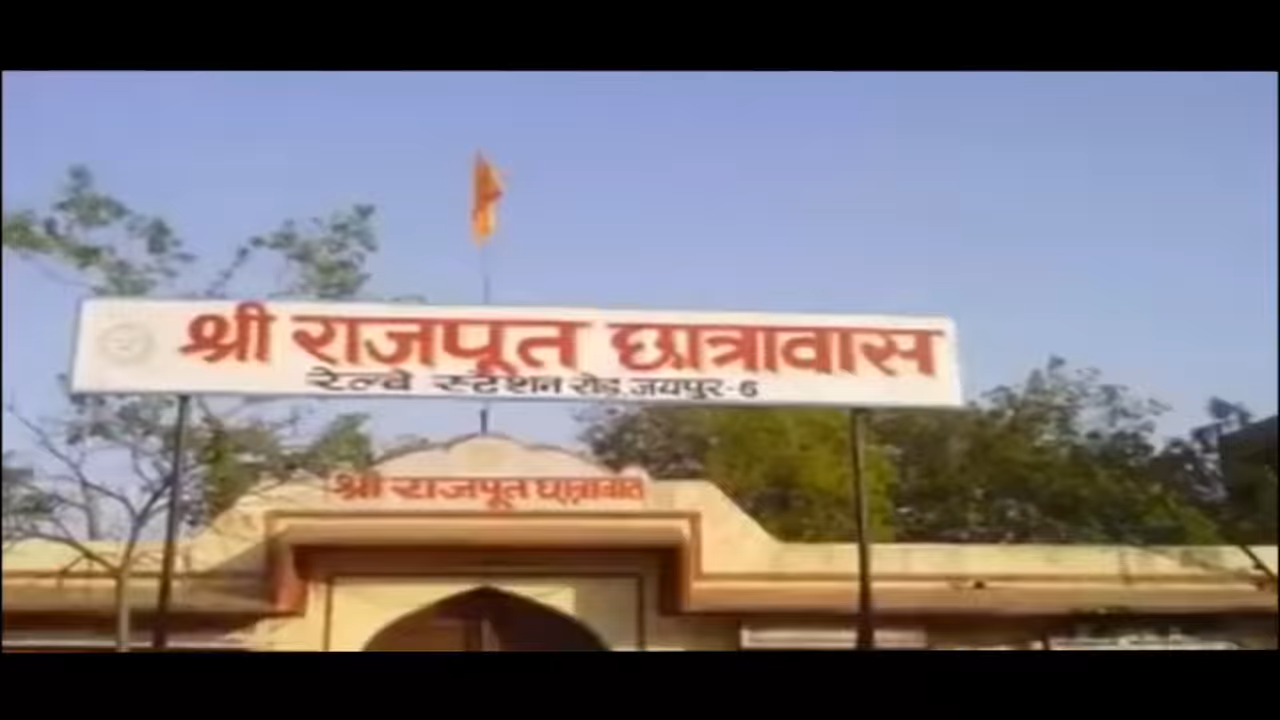 श्री राजपूत छात्रावास
रेल्वे स्टेशन रोड, जयपुर-6
श्री राजपूत छात्रावास